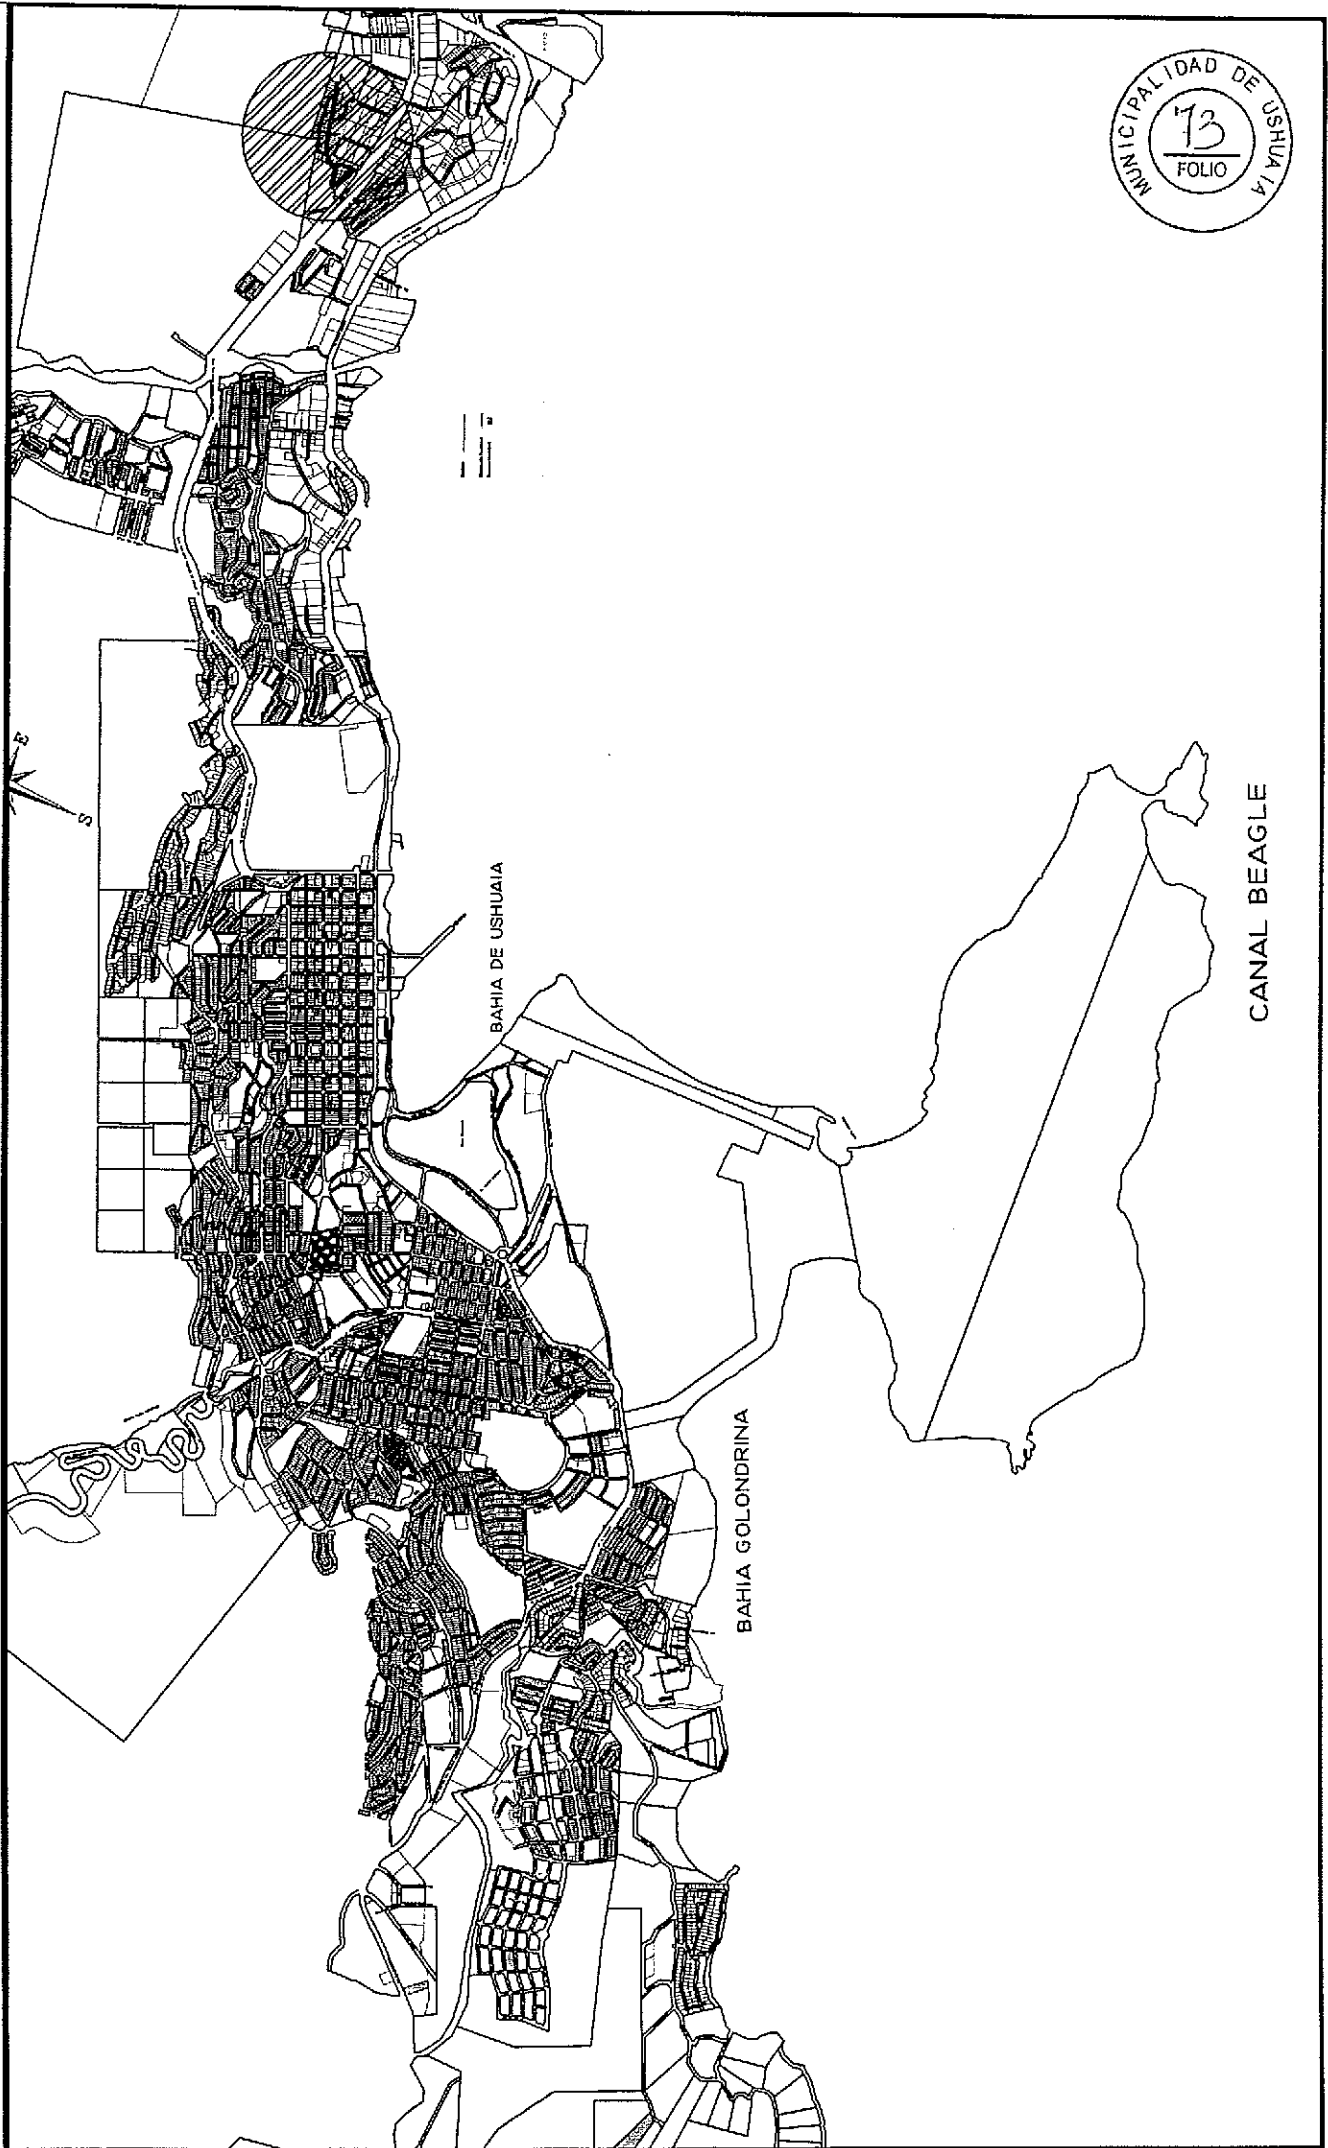 MUNICIPALIDAD DE USHUAIA
73
FOLIO
E
S
BAHIA DE USHUAIA
CANAL BEAGLE
BAHIA GOLONDRINA